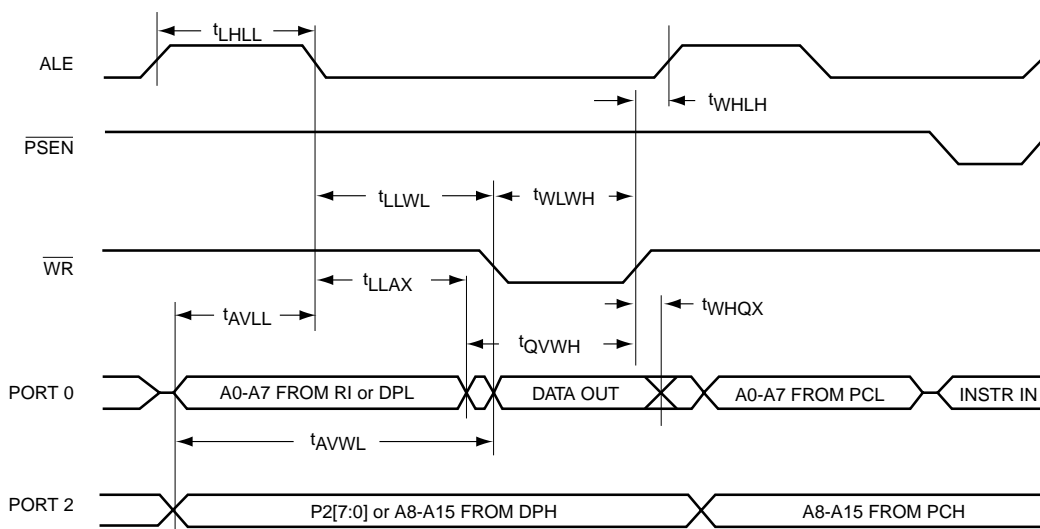 tLHLL
ALE
tWHLH
PSEN
tLLWL
tWLWH
WR
tLLAX
tWHQX
tAVLL
tQVWH
PORT 0
A0-A7 FROM RI or DPL
DATA OUT
A0-A7 FROM PCL
INSTR IN
tAVWL
PORT 2
P2[7:0] or A8-A15 FROM DPH
A8-A15 FROM PCH